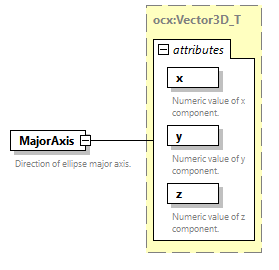 ocx:Vector3D_T
attributes
x
Numeric value of x
component.
y
Numeric value of y
component.
z
Numeric value of z
component.
MajorAxis
Direction of ellipse major axis.